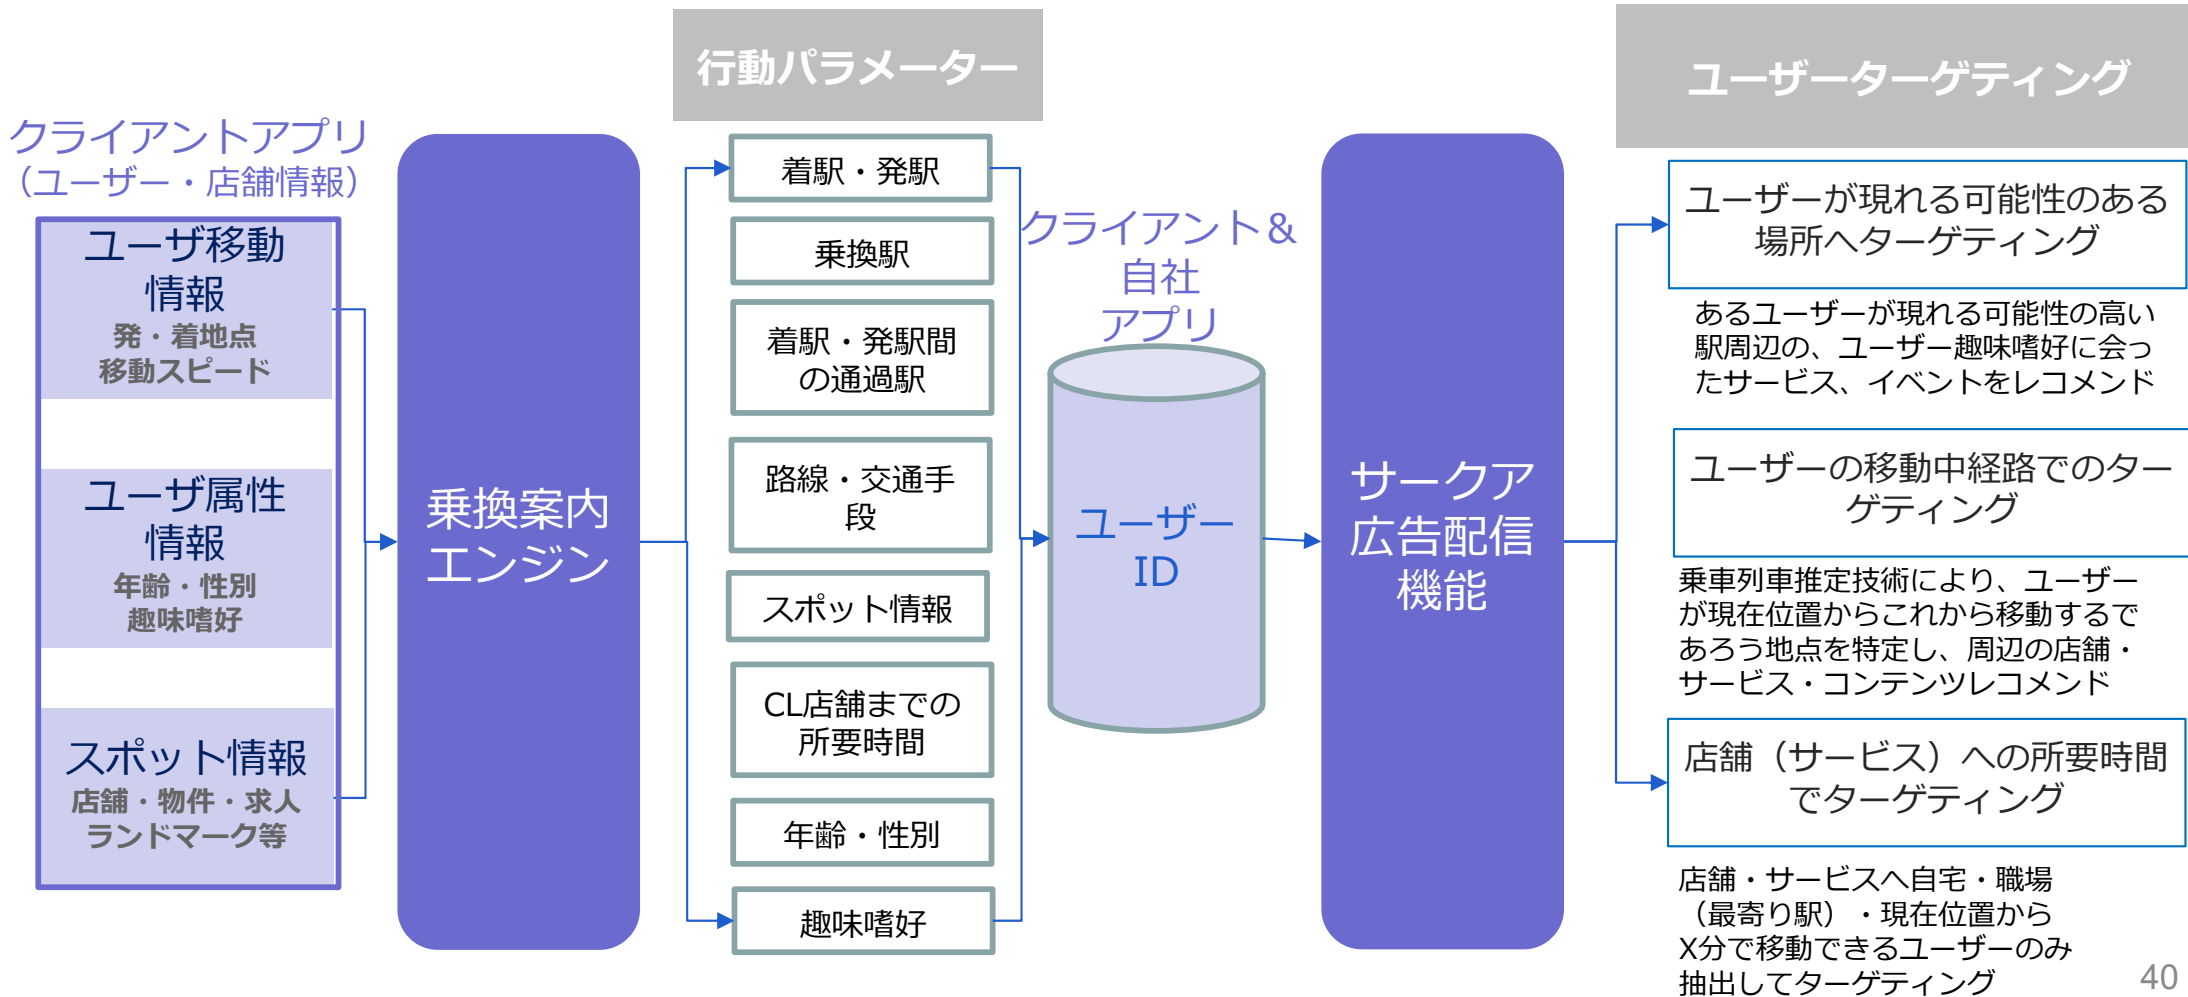 行動パラメーター
ユーザーターゲティング
クライアントアプリ
（ユーザー・店舗情報）
ユーザ移動
情報
発・着地点
移動スピード
ユーザ属性
情報
年齢・性別
趣味嗜好
スポット情報
店舗・物件・求人
ランドマーク等
乗換案内
エンジン
着駅・発駅
乗換駅
着駅・発駅間
の通過駅
路線・交通手
段
スポット情報
CL店舗までの
所要時間
年齢・性別
趣味嗜好
クライアント＆
自社
アプリ
ユーザー
ID
サークア
広告配信
機能
ユーザーが現れる可能性のある
場所へターゲティング
あるユーザーが現れる可能性の高い
駅周辺の、ユーザー趣味嗜好に会っ
たサービス、イベントをレコメンド
ユーザーの移動中経路でのター
ゲティング
乗車列車推定技術により、ユーザー
が現在位置からこれから移動するで
あろう地点を特定し、周辺の店舗・
サービス・コンテンツレコメンド
店舗（サービス）への所要時間
でターゲティング
店舗・サービスへ自宅・職場
（最寄り駅）・現在位置から
X分で移動できるユーザーのみ
抽出してターゲティング
40